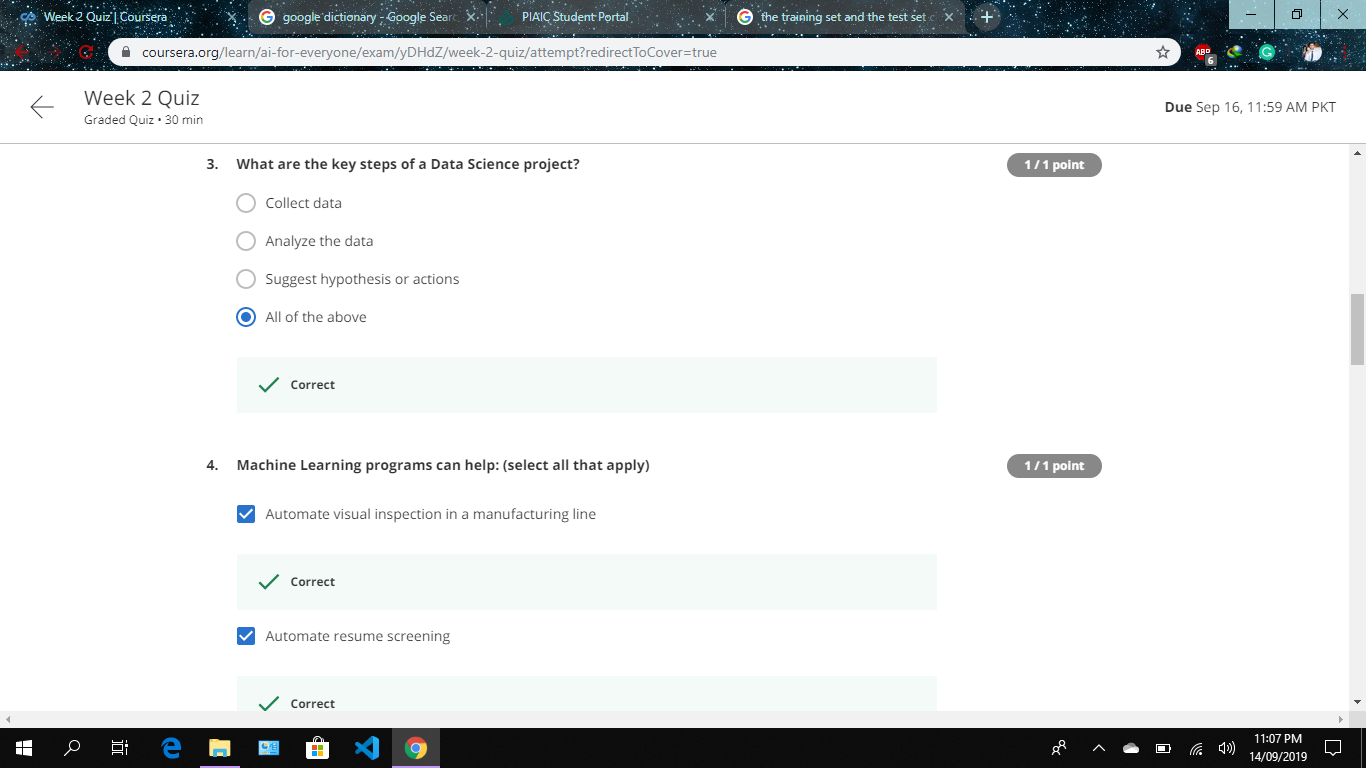 Week 2 Quiz | Coursera
google dictionary - Google Searc
PIAIC Student Portal
the training set and the test set c
coursera.org/learn/ai-for-everyone/exam/yDHdZ/week-2-quiz/attempt?redirectToCover=true
ABP
6
Week 2 Quiz
Graded Quiz • 30 min
Due Sep 16, 11:59 AM PKT
3. What are the key steps of a Data Science project?
1 / 1 point
Collect data
Analyze the data
Suggest hypothesis or actions
All of the above
Correct
4. Machine Learning programs can help: (select all that apply)
1 / 1 point
Automate visual inspection in a manufacturing line
Correct
Automate resume screening
Correct
11:07 PM
14/09/2019